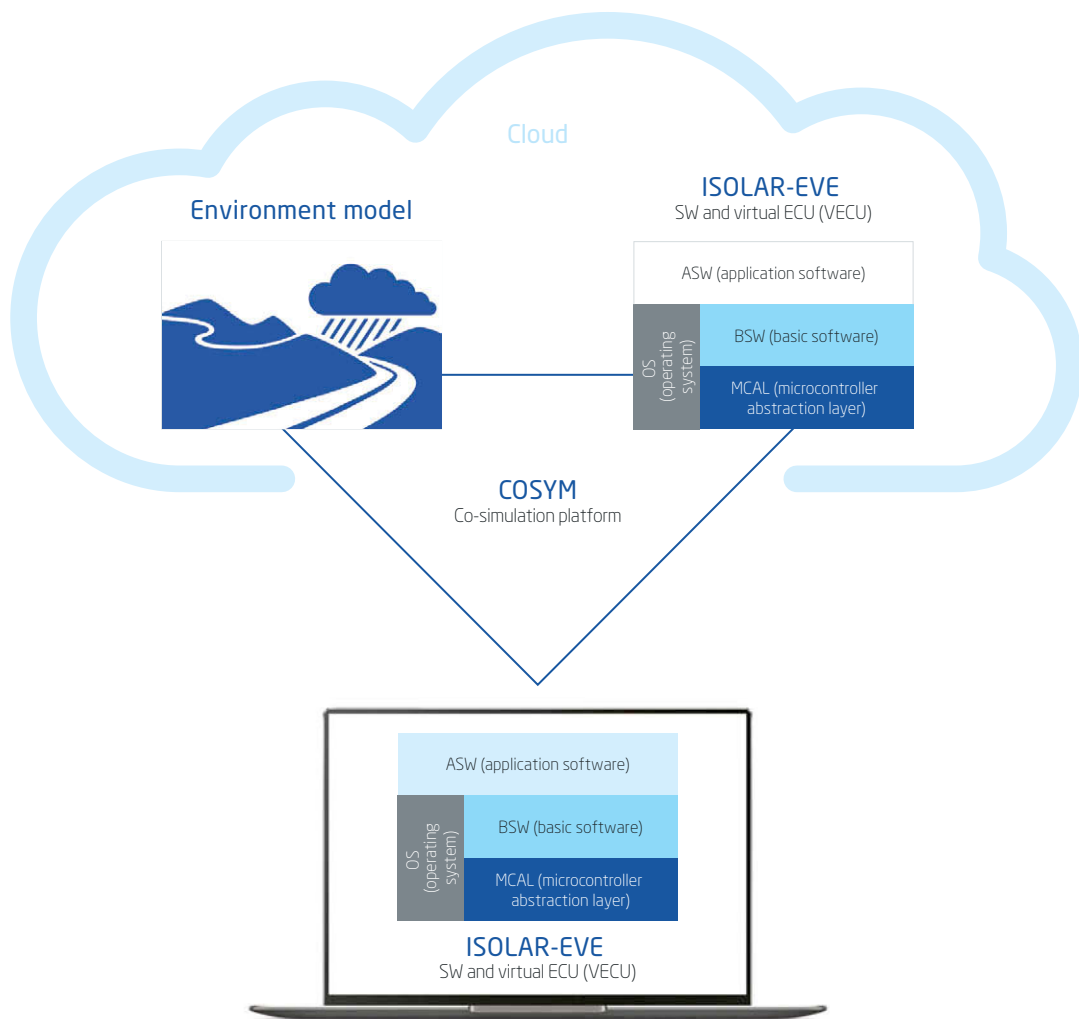 Cloud
Environment model
ISOLAR-EVE
SW and virtual ECU (VECU)
ASW (application software)
OS
(operating
system)
BSW (basic software)
MCAL (microcontroller
abstraction layer)
COSYM
Co-simulation platform
ASW (application software)
OS
(operating
system)
BSW (basic software)
MCAL (microcontroller
abstraction layer)
ISOLAR-EVE
SW and virtual ECU (VECU)